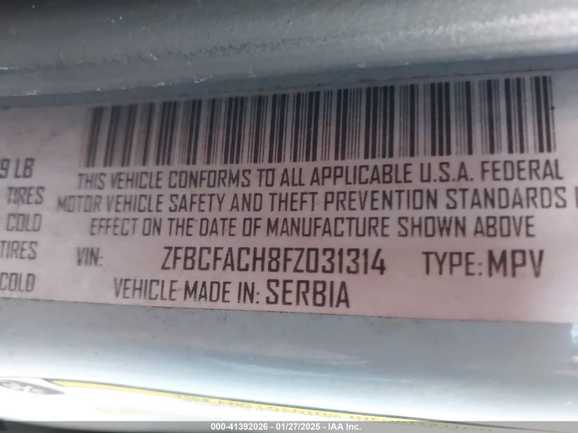 9 LB
THIS VEHICLE CONFORMS TO ALL APPLICABLE U.S.A. FEDERAL
TIRES MOTOR VEHICLE SAFETY AND THEFT PREVENTION STANDARDS
COLD EFFECT ON THE DATE OF MANUFACTURE SHOWN ABOVE
TIRES VIN: ZFBCFACH8FZ031314 TYPE: MPV
COLD VEHICLE MADE IN: SERBIA
000-41392026 - 01/27/2025 - IAA Inc.